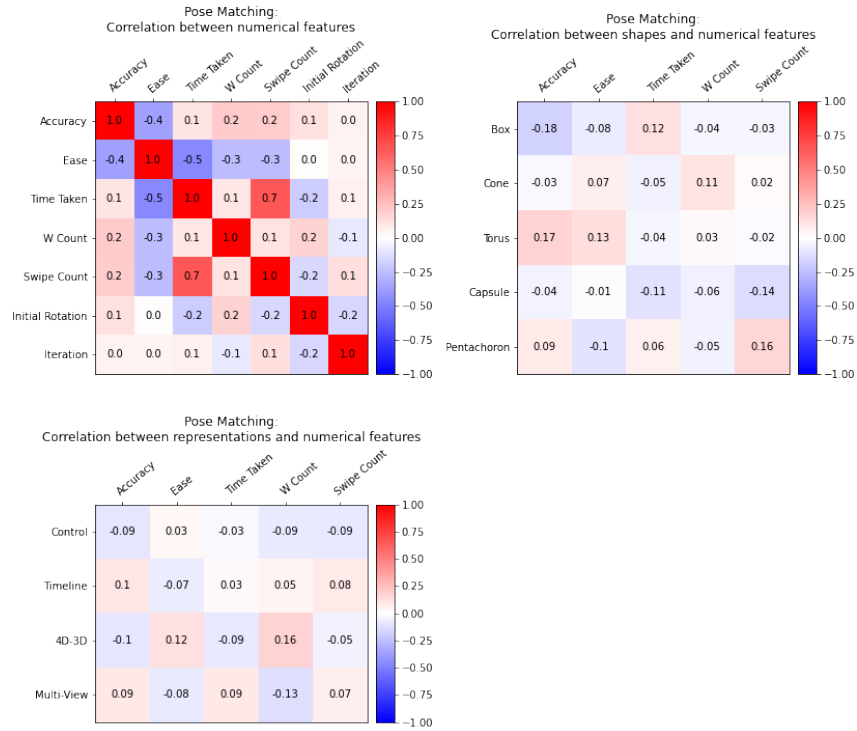 Pose Matching:
Correlation between numerical features
Accuracy Ease Time Taken W Count Swipe Count Initial Rotation Iteration
Accuracy 1.0 -0.4 0.1 0.2 0.2 0.1 0.0
Ease -0.4 1.0 -0.5 -0.3 -0.3 0.0 0.0
Time Taken 0.1 -0.5 1.0 0.1 0.7 -0.2 0.1
W Count 0.2 -0.3 0.1 1.0 0.1 0.2 -0.1
Swipe Count 0.2 -0.3 0.7 0.1 1.0 -0.2 0.1
Initial Rotation 0.1 0.0 -0.2 0.2 -0.2 1.0 -0.2
Iteration 0.0 0.0 0.1 -0.1 0.1 -0.2 1.0
1.00
0.75
0.50
0.25
0.00
−0.25
−0.50
−0.75
−1.00
Pose Matching:
Correlation between shapes and numerical features
Accuracy Ease Time Taken W Count Swipe Count
Box -0.18 -0.08 0.12 -0.04 -0.03
Cone -0.03 0.07 -0.05 0.11 0.02
Torus 0.17 0.13 -0.04 0.03 -0.02
Capsule -0.04 -0.01 -0.11 -0.06 -0.14
Pentachoron 0.09 -0.1 0.06 -0.05 0.16
1.00
0.75
0.50
0.25
0.00
−0.25
−0.50
−0.75
−1.00
Pose Matching:
Correlation between representations and numerical features
Accuracy Ease Time Taken W Count Swipe Count
Control -0.09 0.03 -0.03 -0.09 -0.09
Timeline 0.1 -0.07 0.03 0.05 0.08
4D-3D -0.1 0.12 -0.09 0.16 -0.05
Multi-View 0.09 -0.08 0.09 -0.13 0.07
1.00
0.75
0.50
0.25
0.00
−0.25
−0.50
−0.75
−1.00